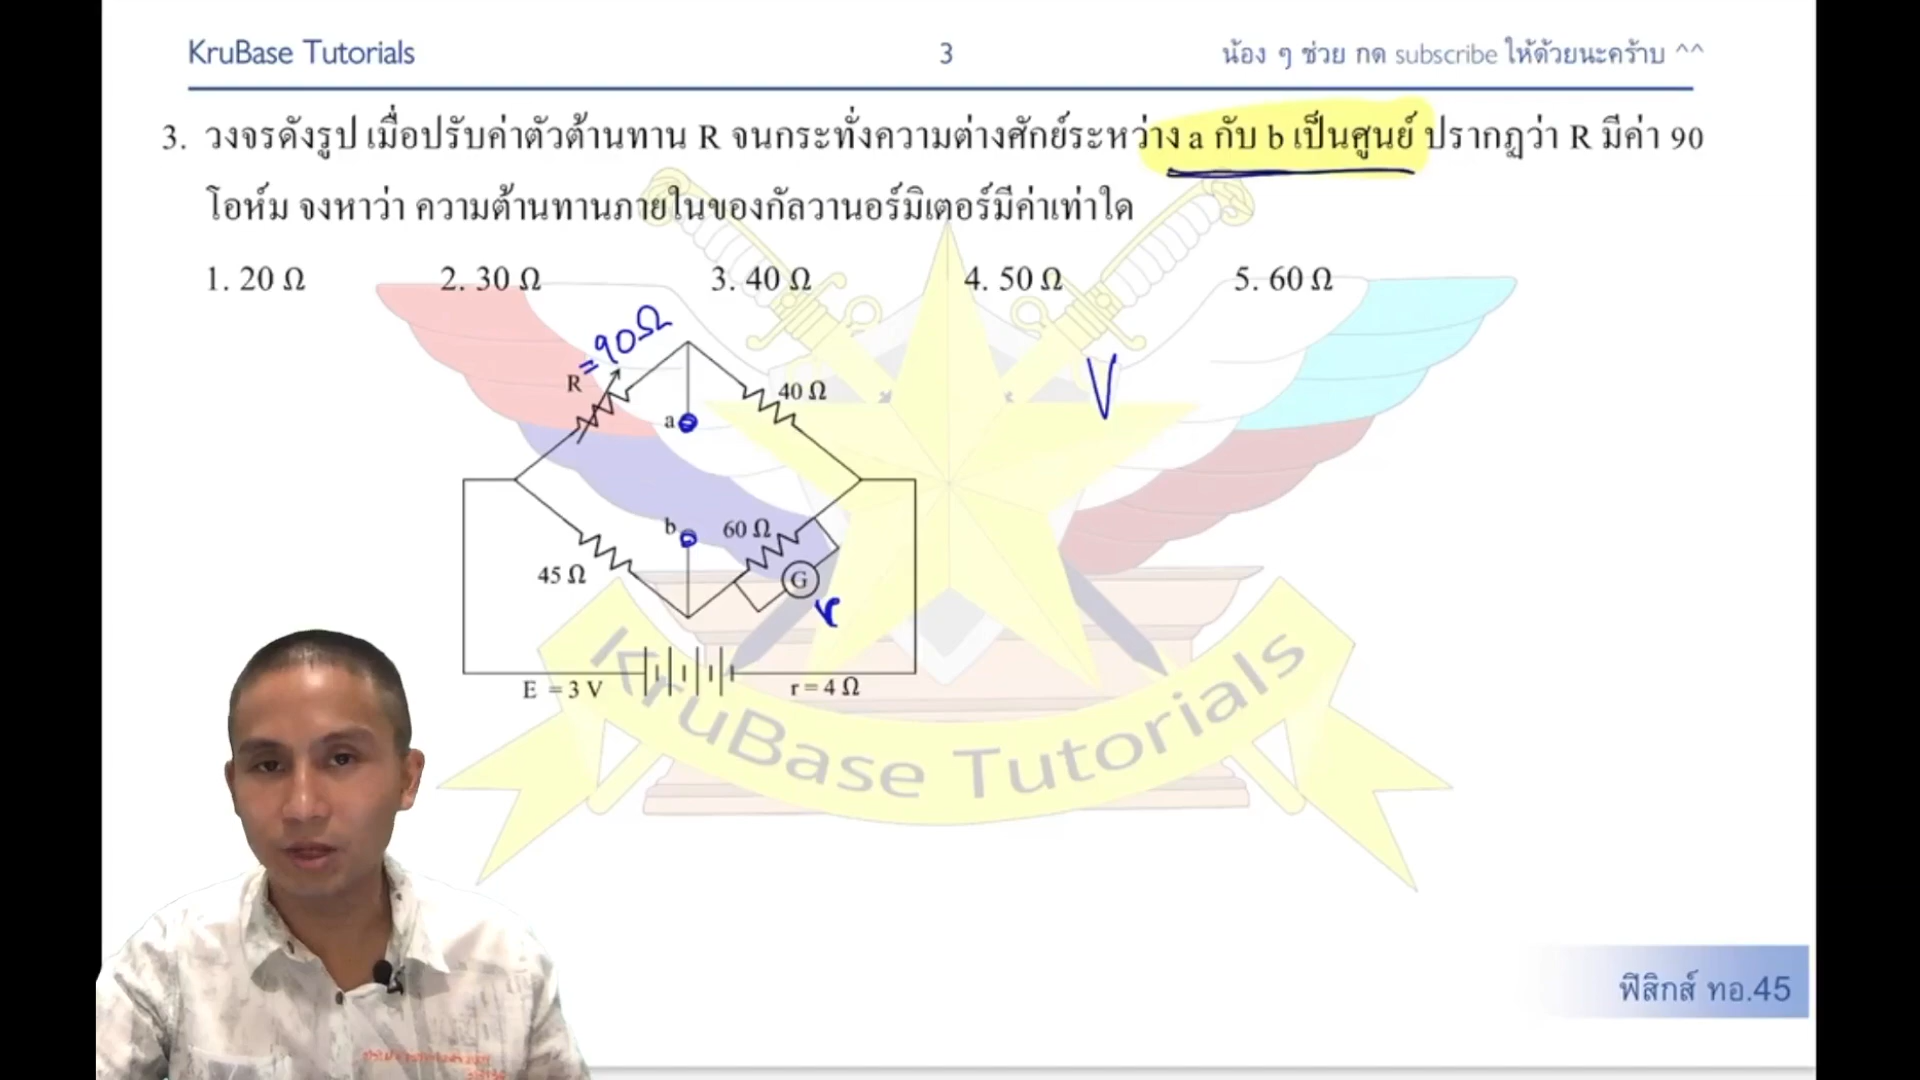 KruBase Tutorials 3 น้อง ๆ ช่วย กด subscribe ให้ด้วยนะคร้าบ ^^
3. วงจรดังรูป เมื่อปรับค่าตัวต้านทาน R จนกระทั่งความต่างศักย์ระหว่าง a กับ b เป็นศูนย์ ปรากฏว่า R มีค่า 90
โอห์ม จงหาว่า ความต้านทานภายในของกัลวานอร์มิเตอร์มีค่าเท่าใด
1. 20 Ω 2. 30 Ω 3. 40 Ω 4. 50 Ω 5. 60 Ω
R =90Ω
40 Ω
V
a
b
60 Ω
45 Ω
G
r
E = 3 V
r = 4 Ω
KruBase Tutorials
ฟิสิกส์ ทอ.45